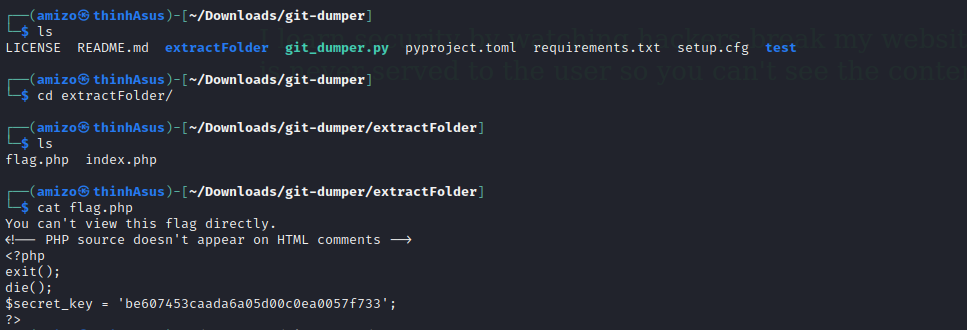 (amizo㉿thinhAsus)-[~/Downloads/git-dumper]
$ ls
LICENSE README.md extractFolder git_dumper.py pyproject.toml requirements.txt setup.cfg test
I learn security by watching hackers break my websit
served to the user so you can't see the conten
(amizo㉿thinhAsus)-[~/Downloads/git-dumper]
$ cd extractFolder/
(amizo㉿thinhAsus)-[~/Downloads/git-dumper/extractFolder]
$ ls
flag.php index.php
(amizo㉿thinhAsus)-[~/Downloads/git-dumper/extractFolder]
$ cat flag.php
You can't view this flag directly.
<!-- PHP source doesn't appear on HTML comments -->
<?php
exit();
die();
$secret_key = 'be607453caada6a05d00c0ea0057f733';
?>